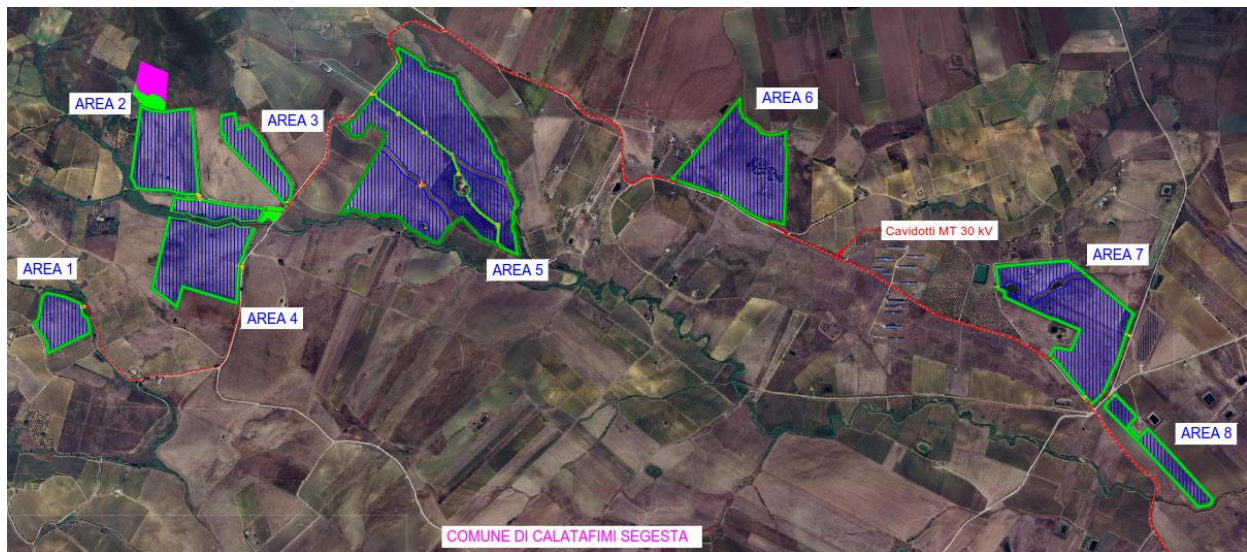 AREA 2
AREA 3
AREA 6
Cavidotti MT 30 kV
AREA 7
AREA 1
AREA 5
AREA 4
AREA 8
COMUNE DI CALATAFIMI SEGESTA